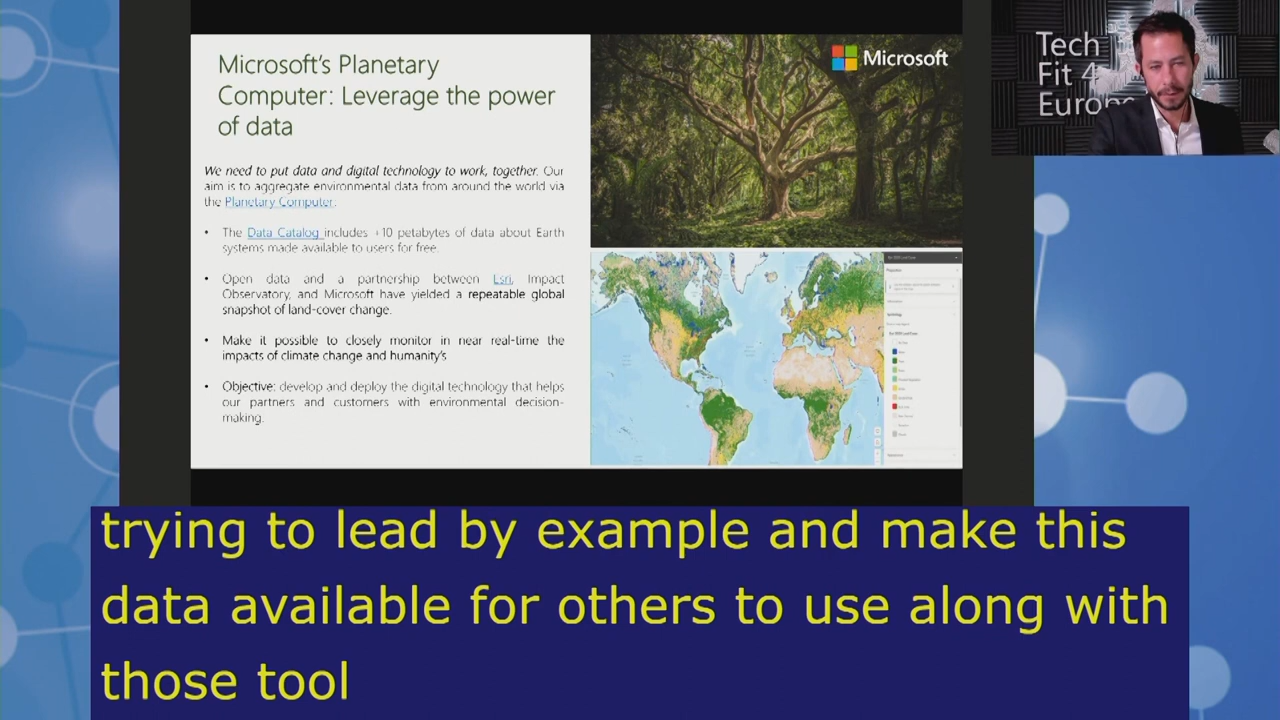 Microsoft's Planetary
Computer: Leverage the power
of data
We need to put data and digital technology to work, together. Our
aim is to aggregate environmental data from around the world via
the Planetary Computer.
• The Data Catalog includes +10 petabytes of data about Earth
systems made available to users for free.
• Open data and a partnership between Esri, Impact
Observatory, and Microsoft have yielded a repeatable global
snapshot of land-cover change.
• Make it possible to closely monitor in near real-time the
impacts of climate change and humanity's
• Objective: develop and deploy the digital technology that helps
our partners and customers with environmental decision-
making.
Microsoft
Tech
Fit 4
Europe
trying to lead by example and make this
data available for others to use along with
those tool